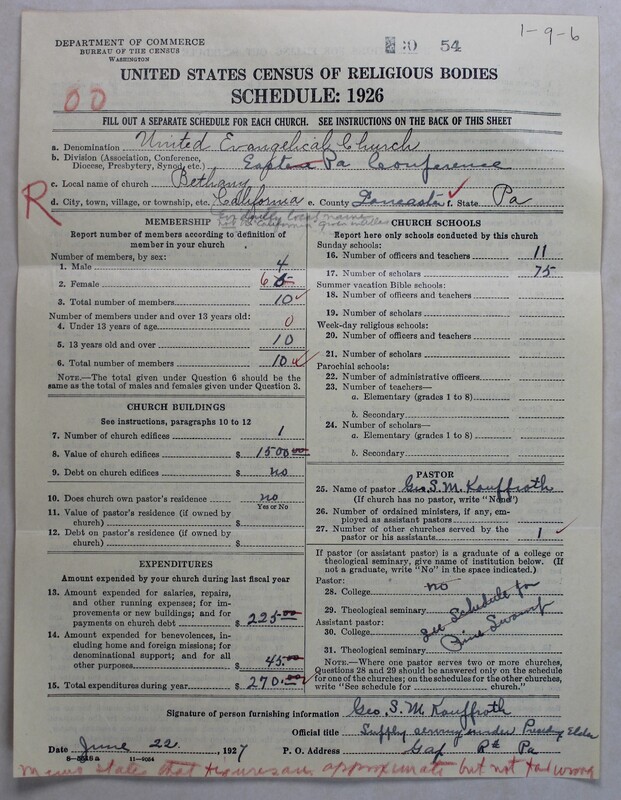 1-9-6
DEPARTMENT OF COMMERCE
BUREAU OF THE CENSUS
WASHINGTON
30 54
UNITED STATES CENSUS OF RELIGIOUS BODIES
SCHEDULE: 1926
00
FILL OUT A SEPARATE SCHEDULE FOR EACH CHURCH. SEE INSTRUCTIONS ON THE BACK OF THIS SHEET
a. Denomination United Evangelical Church
b. Division (Association, Conference, Diocese, Presbytery, Synod, etc.) Eastern Pa Conference
c. Local name of church Bethany
R
d. City, town, village, or township, etc. California e. County Lancaster f. State Pa
MEMBERSHIP
Report number of members according to definition of member in your church
Number of members, by sex:
1. Male 4
2. Female 6
3. Total number of members 10
Number of members under and over 13 years old:
4. Under 13 years of age 0
5. 13 years old and over 10
6. Total number of members 10
NOTE.—The total given under Question 6 should be the same as the total of males and females given under Question 3.
CHURCH BUILDINGS
See instructions, paragraphs 10 to 12
7. Number of church edifices 1
8. Value of church edifices $ 1500.00
9. Debt on church edifices $ no
10. Does church own pastor's residence no
Yes or No
11. Value of pastor's residence (if owned by church) $
12. Debt on pastor's residence (if owned by church) $
EXPENDITURES
Amount expended by your church during last fiscal year
13. Amount expended for salaries, repairs, and other running expenses; for improvements or new buildings; and for payments on church debt $ 225.00
14. Amount expended for benevolences, including home and foreign missions; for denominational support; and for all other purposes $ 45.00
15. Total expenditures during year $ 270.00
CHURCH SCHOOLS
Report here only schools conducted by this church
Sunday schools:
16. Number of officers and teachers 11
17. Number of scholars 75
Summer vacation Bible schools:
18. Number of officers and teachers
19. Number of scholars
Week-day religious schools:
20. Number of officers and teachers
21. Number of scholars
Parochial schools:
22. Number of administrative officers
23. Number of teachers—
a. Elementary (grades 1 to 8)
b. Secondary
24. Number of scholars—
a. Elementary (grades 1 to 8)
b. Secondary
PASTOR
25. Name of pastor Geo. S. M. Kauffroth
(If church has no pastor, write "None")
26. Number of ordained ministers, if any, employed as assistant pastors
27. Number of other churches served by the pastor or his assistants 1
If pastor (or assistant pastor) is a graduate of a college or theological seminary, give name of institution below. (If not a graduate, write "No" in the space indicated.)
Pastor:
28. College no
29. Theological seminary
Assistant pastor:
30. College
31. Theological seminary
see Schedule for
Pine Swamp
NOTE.—Where one pastor serves two or more churches, Questions 28 and 29 should be answered only on the schedule for one of the churches; on the schedules for the other churches, write "See schedule for ........ church."
Signature of person furnishing information Geo. S. M. Kauffroth
Official title Supply serving under Presiding Elder
Date June 22, 1927 P. O. Address Gap Pa
11-9054
states that figures are approximate but not far wrong